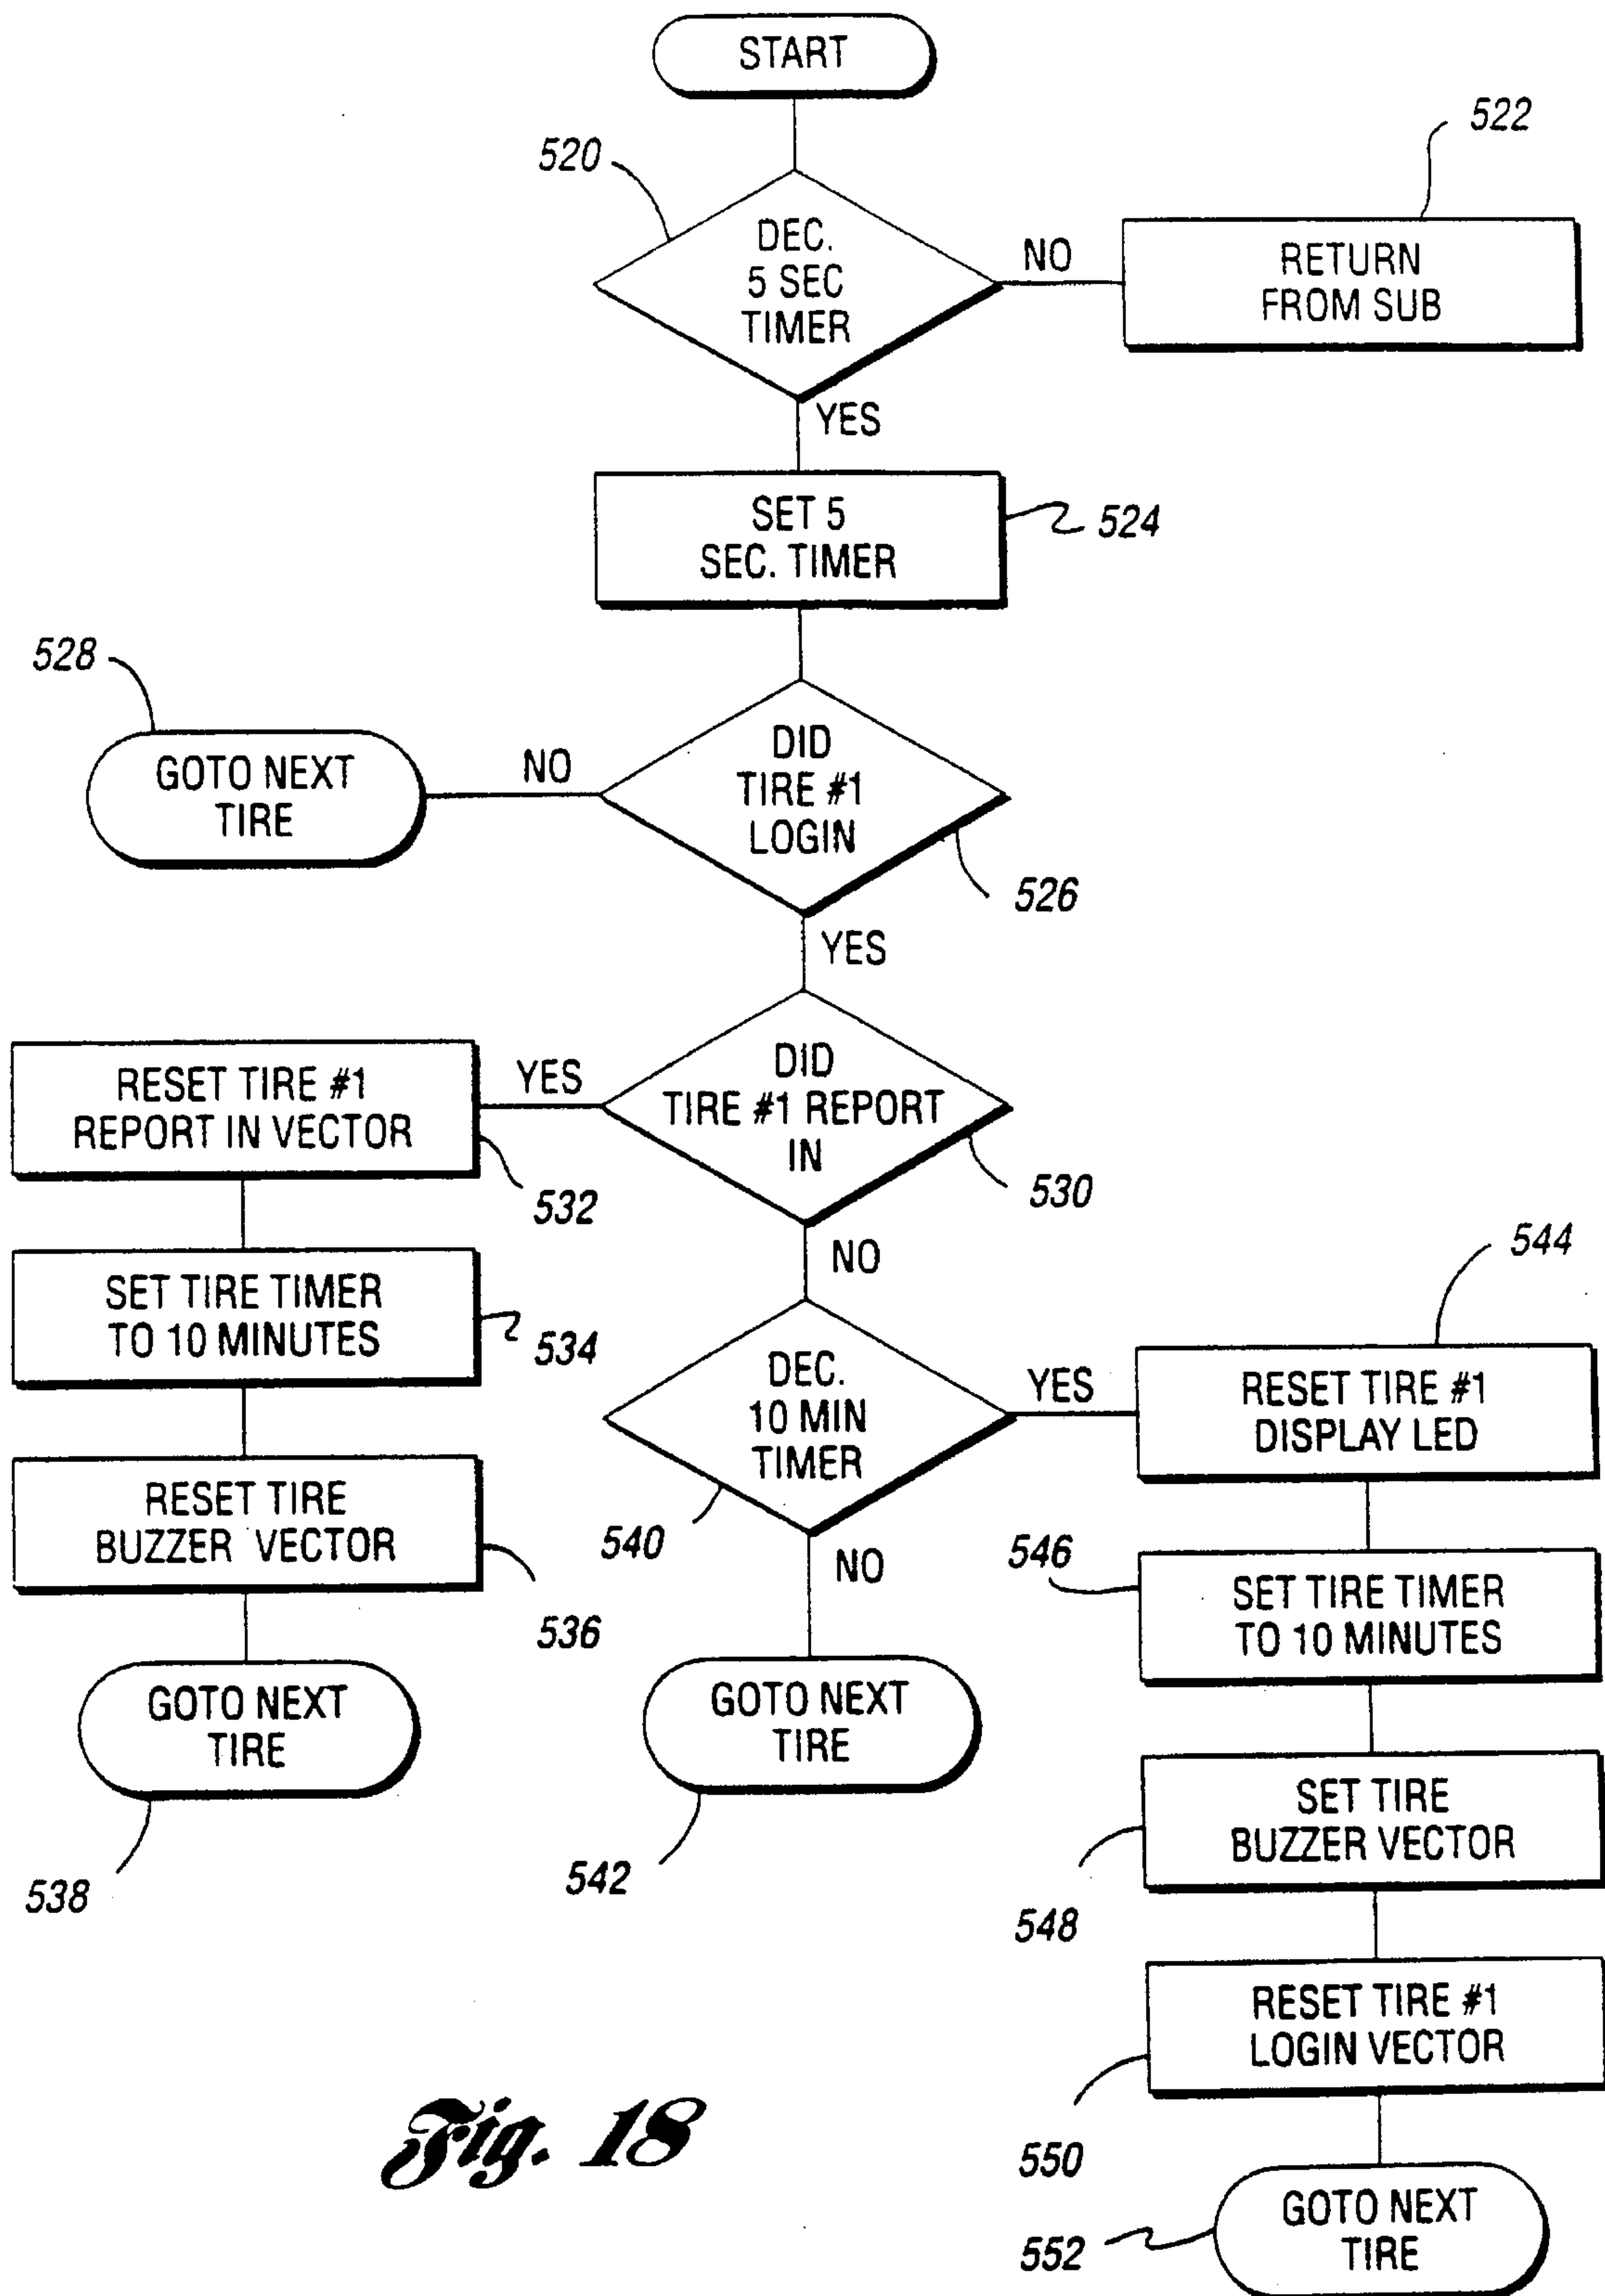 START
520
522
DEC.
5 SEC
TIMER
NO
RETURN
FROM SUB
YES
SET 5
SEC. TIMER
524
528
GOTO NEXT
TIRE
NO
DID
TIRE #1
LOGIN
526
YES
RESET TIRE #1
REPORT IN VECTOR
YES
DID
TIRE #1 REPORT
IN
532
530
NO
544
SET TIRE TIMER
TO 10 MINUTES
534
DEC.
10 MIN
TIMER
YES
RESET TIRE #1
DISPLAY LED
RESET TIRE
BUZZER VECTOR
540
NO
546
SET TIRE TIMER
TO 10 MINUTES
536
GOTO NEXT
TIRE
GOTO NEXT
TIRE
SET TIRE
BUZZER VECTOR
538
542
548
RESET TIRE #1
LOGIN VECTOR
Fig. 18
550
GOTO NEXT
TIRE
552